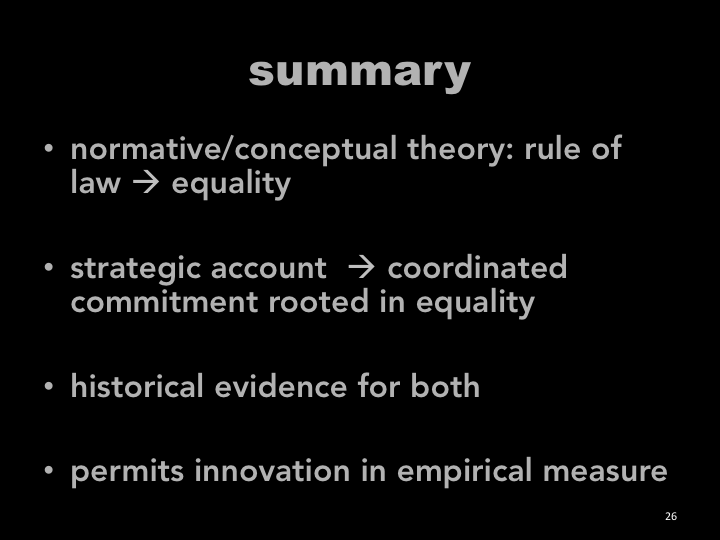 summary
• normative/conceptual theory: rule of
law → equality
• strategic account  → coordinated
commitment rooted in equality
• historical evidence for both
• permits innovation in empirical measure
26